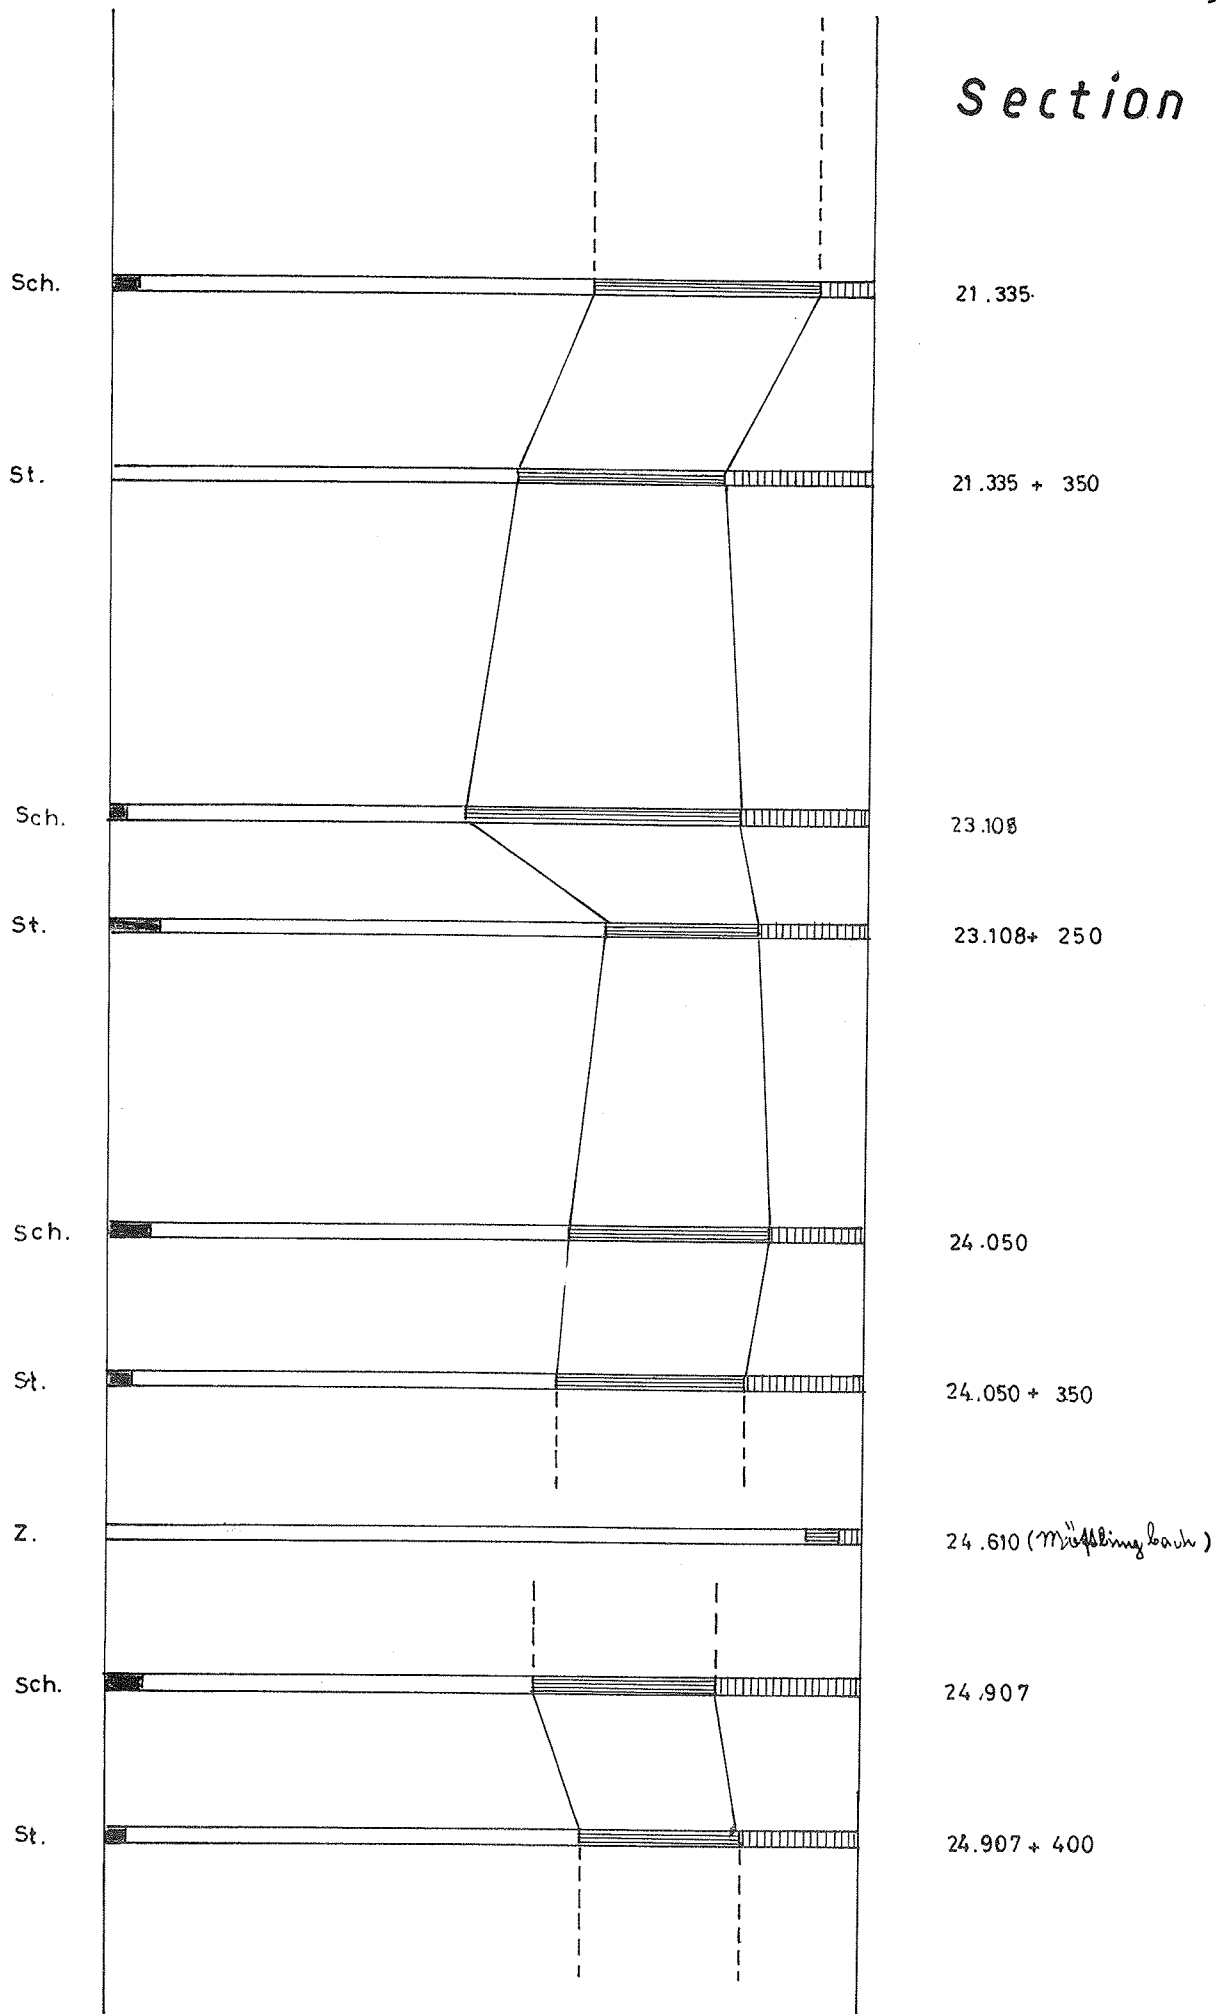 Section
Sch. 21.335
St. 21.335 + 350
Sch. 23.108
St. 23.108 + 250
Sch. 24.050
St. 24.050 + 350
Z. 24.610
Sch. 24.907
St. 24.907 + 400